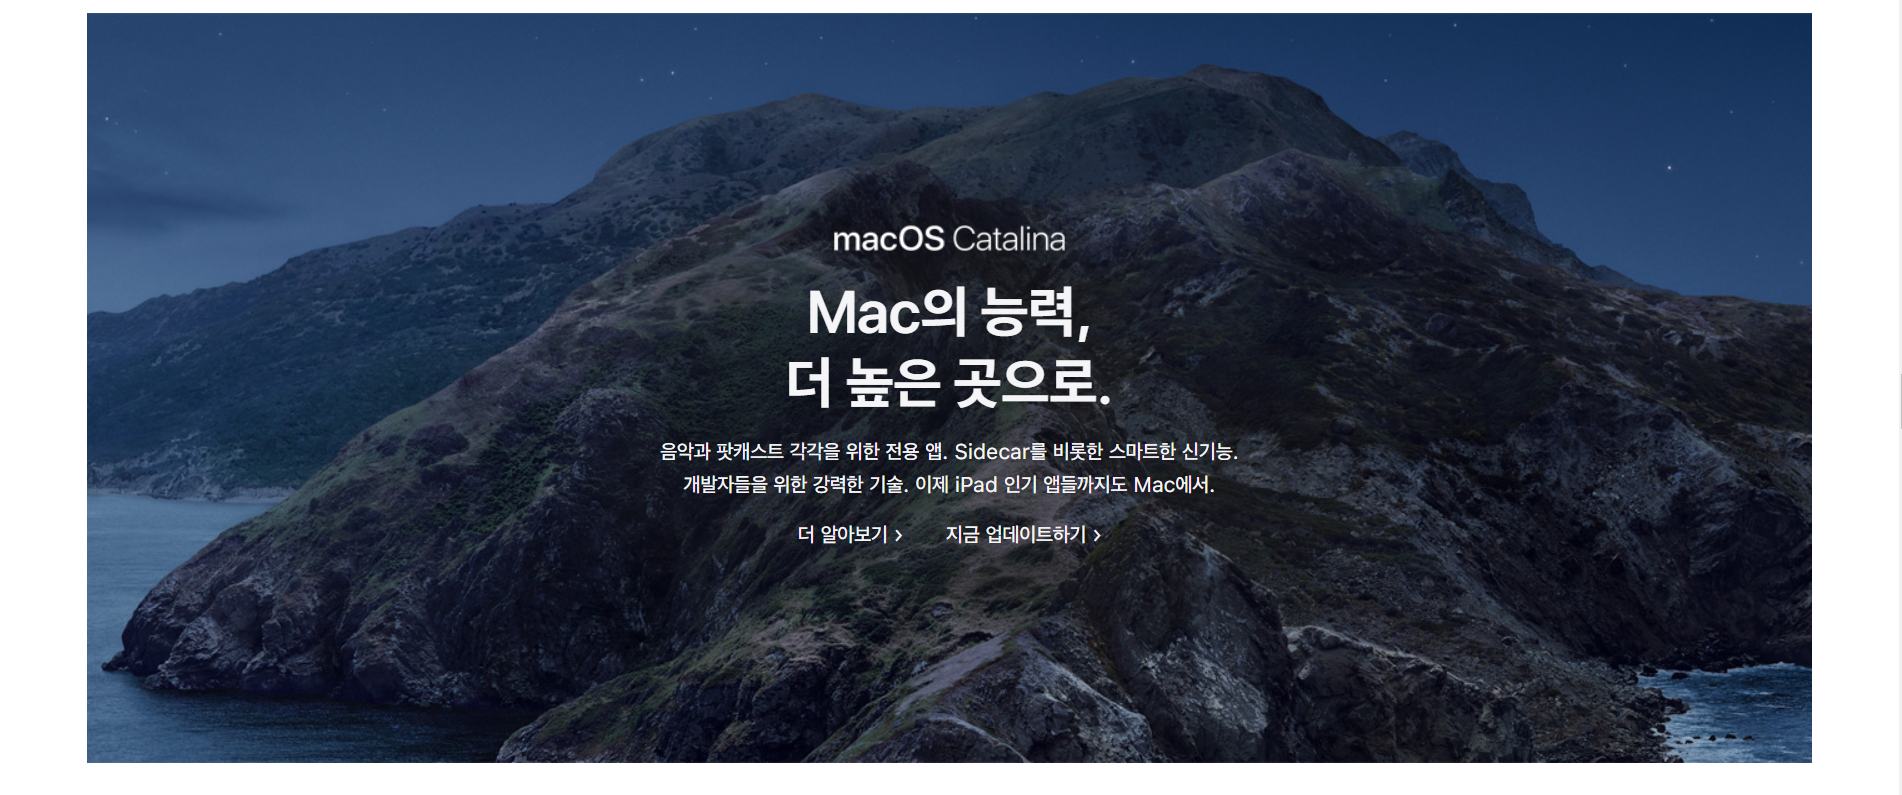 macOS Catalina
Mac의 능력,
더 높은 곳으로.
음악과 팟캐스트 각각을 위한 전용 앱. Sidecar를 비롯한 스마트한 신기능.
개발자들을 위한 강력한 기술. 이제 iPad 인기 앱들까지도 Mac에서.
더 알아보기 › 지금 업데이트하기 ›